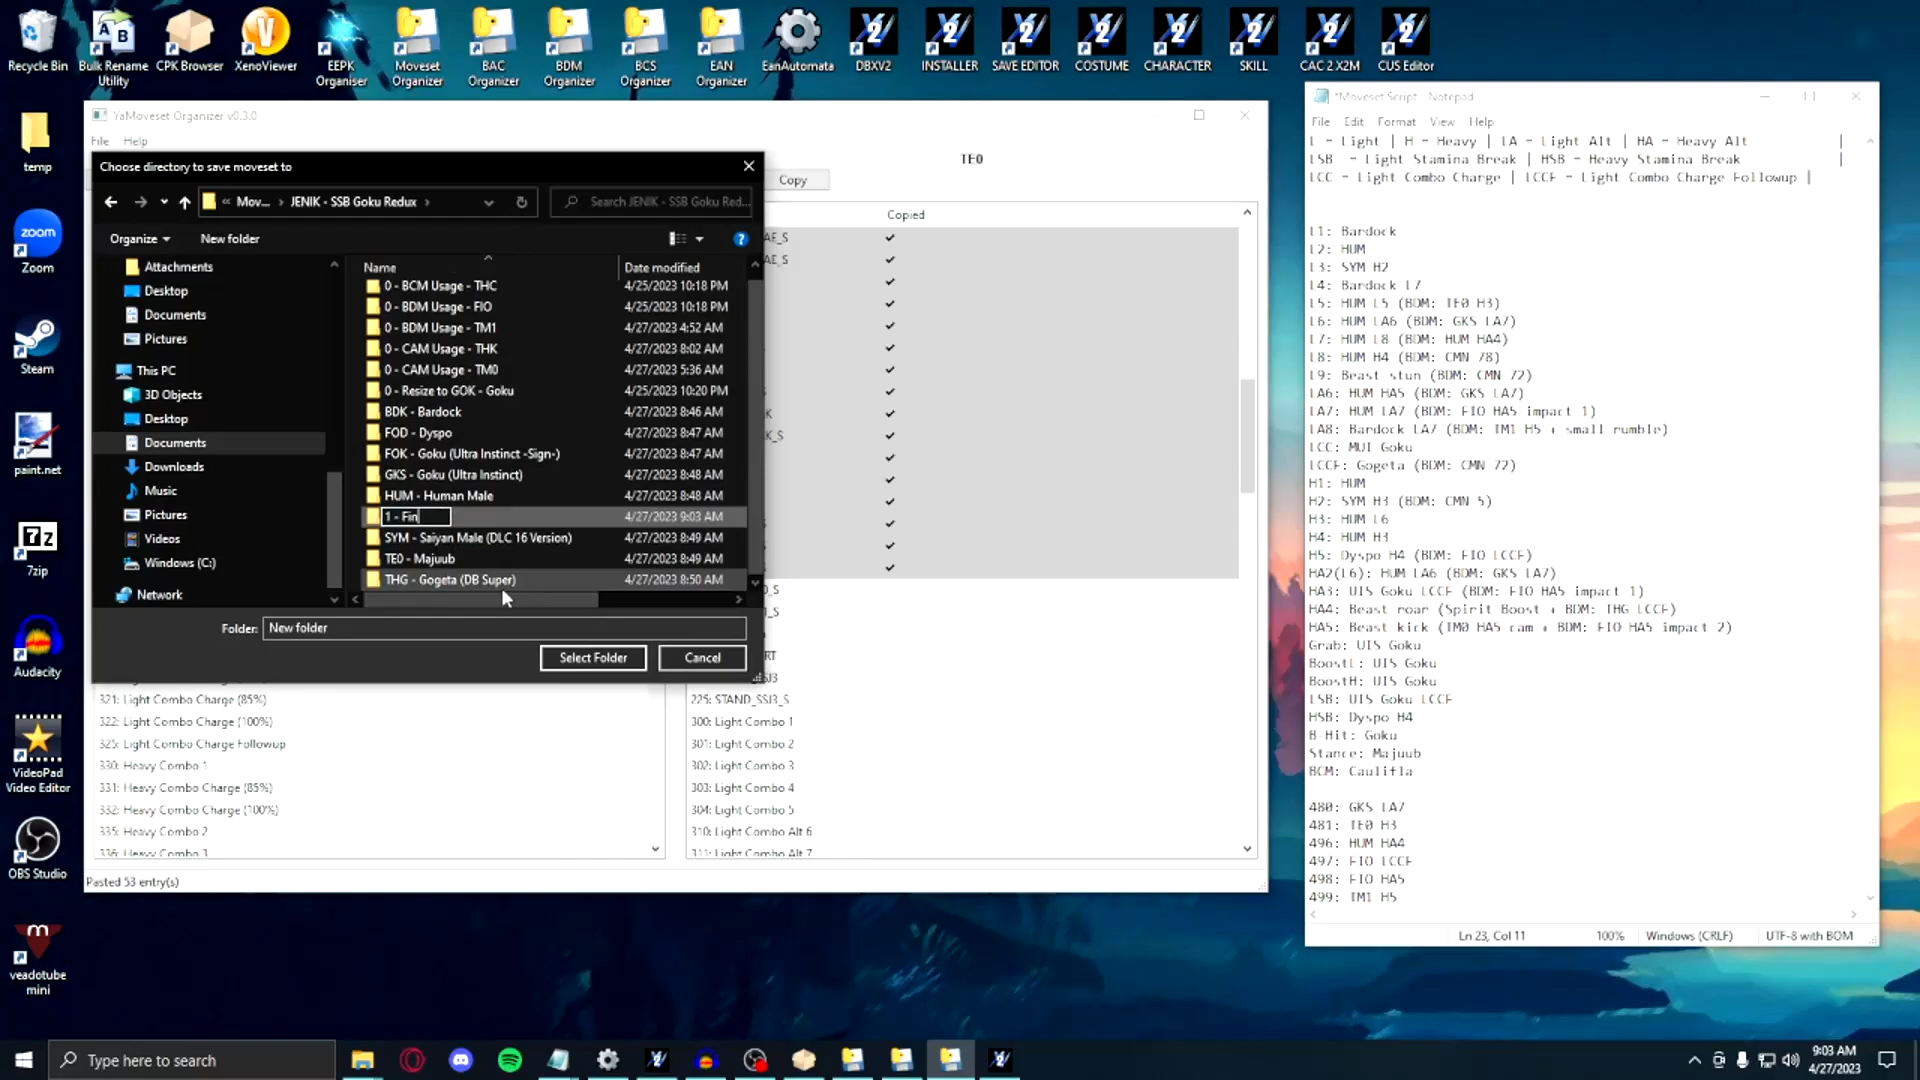 Recycle Bin
Bulk Rename Utility
CPK Browser
XenoViewer
EEPK Organiser
Moveset Organizer
BAC Organizer
BDM Organizer
BCS Organizer
EAN Organizer
EanAutomata
DBXV2
INSTALLER
SAVE EDITOR
COSTUME
CHARACTER
SKILL
CAC 2 X2M
CUS Editor
temp
zoom
Zoom
Steam
paint.net
7zip
Audacity
VideoPad Video Editor
OBS Studio
veadotube mini
YaMoveset Organizer v0.3.0
File Help
Choose directory to save moveset to
« Mov... › JENIK - SSB Goku Redux ›
Search JENIK - SSB Goku Red...
Organize
New folder
Attachments
Desktop
Documents
Pictures
This PC
3D Objects
Desktop
Documents
Downloads
Music
Pictures
Videos
Windows (C:)
Network
Name Date modified
0 - BCM Usage - THC 4/25/2023 10:18 PM
0 - BDM Usage - FIO 4/25/2023 10:18 PM
0 - BDM Usage - TM1 4/27/2023 4:52 AM
0 - CAM Usage - THK 4/27/2023 8:02 AM
0 - CAM Usage - TM0 4/27/2023 5:36 AM
0 - Resize to GOK - Goku 4/25/2023 10:20 PM
BDK - Bardock 4/27/2023 8:46 AM
FOD - Dyspo 4/27/2023 8:47 AM
FOK - Goku (Ultra Instinct -Sign-) 4/27/2023 8:47 AM
GKS - Goku (Ultra Instinct) 4/27/2023 8:48 AM
HUM - Human Male 4/27/2023 8:48 AM
1 - Fin 4/27/2023 9:03 AM
SYM - Saiyan Male (DLC 16 Version) 4/27/2023 8:49 AM
TE0 - Majuub 4/27/2023 8:49 AM
THG - Gogeta (DB Super) 4/27/2023 8:50 AM
Folder: New folder
Select Folder Cancel
TE0
Copy
Copied
AE_S
AE_S
K
K_S
_S
_S
RT
SJ3
321: Light Combo Charge (85%)
322: Light Combo Charge (100%)
325: Light Combo Charge Followup
330: Heavy Combo 1
331: Heavy Combo Charge (85%)
332: Heavy Combo Charge (100%)
335: Heavy Combo 2
336: Heavy Combo 3
225: STAND_SSJ3_S
300: Light Combo 1
301: Light Combo 2
302: Light Combo 3
303: Light Combo 4
304: Light Combo 5
310: Light Combo Alt 6
311: Light Combo Alt 7
Pasted 53 entry(s)
*Moveset Script - Notepad
File Edit Format View Help
L - Light | H - Heavy | LA - Light Alt | HA - Heavy Alt |
LSB - Light Stamina Break | HSB - Heavy Stamina Break |
LCC - Light Combo Charge | LCCF - Light Combo Charge Followup |
L1: Bardock
L2: HUM
L3: SYM H2
L4: Bardock L7
L5: HUM L5 (BDM: TE0 H3)
L6: HUM LA6 (BDM: GKS LA7)
L7: HUM L8 (BDM: HUM HA4)
L8: HUM H4 (BDM: CMN 78)
L9: Beast stun (BDM: CMN 72)
LA6: HUM HA5 (BDM: GKS LA7)
LA7: HUM LA7 (BDM: FIO HA5 impact 1)
LA8: Bardock LA7 (BDM: TM1 H5 + small rumble)
LCC: MUI Goku
LCCF: Gogeta (BDM: CMN 72)
H1: HUM
H2: SYM H3 (BDM: CMN 5)
H3: HUM L6
H4: HUM H3
H5: Dyspo H4 (BDM: FIO LCCF)
HA2(L6): HUM LA6 (BDM: GKS LA7)
HA3: UIS Goku LCCF (BDM: FIO HA5 impact 1)
HA4: Beast roar (Spirit Boost + BDM: THG LCCF)
HA5: Beast kick (TM0 HA5 cam + BDM: FIO HA5 impact 2)
Grab: UIS Goku
BoostL: UIS Goku
BoostH: UIS Goku
LSB: UIS Goku LCCF
HSB: Dyspo H4
B-Hit: Goku
Stance: Majuub
BCM: Caulifla
480: GKS LA7
481: TE0 H3
496: HUM HA4
497: FIO LCCF
498: FIO HA5
499: TM1 H5
Ln 23, Col 11 100% Windows (CRLF) UTF-8 with BOM
Type here to search
9:03 AM
4/27/2023